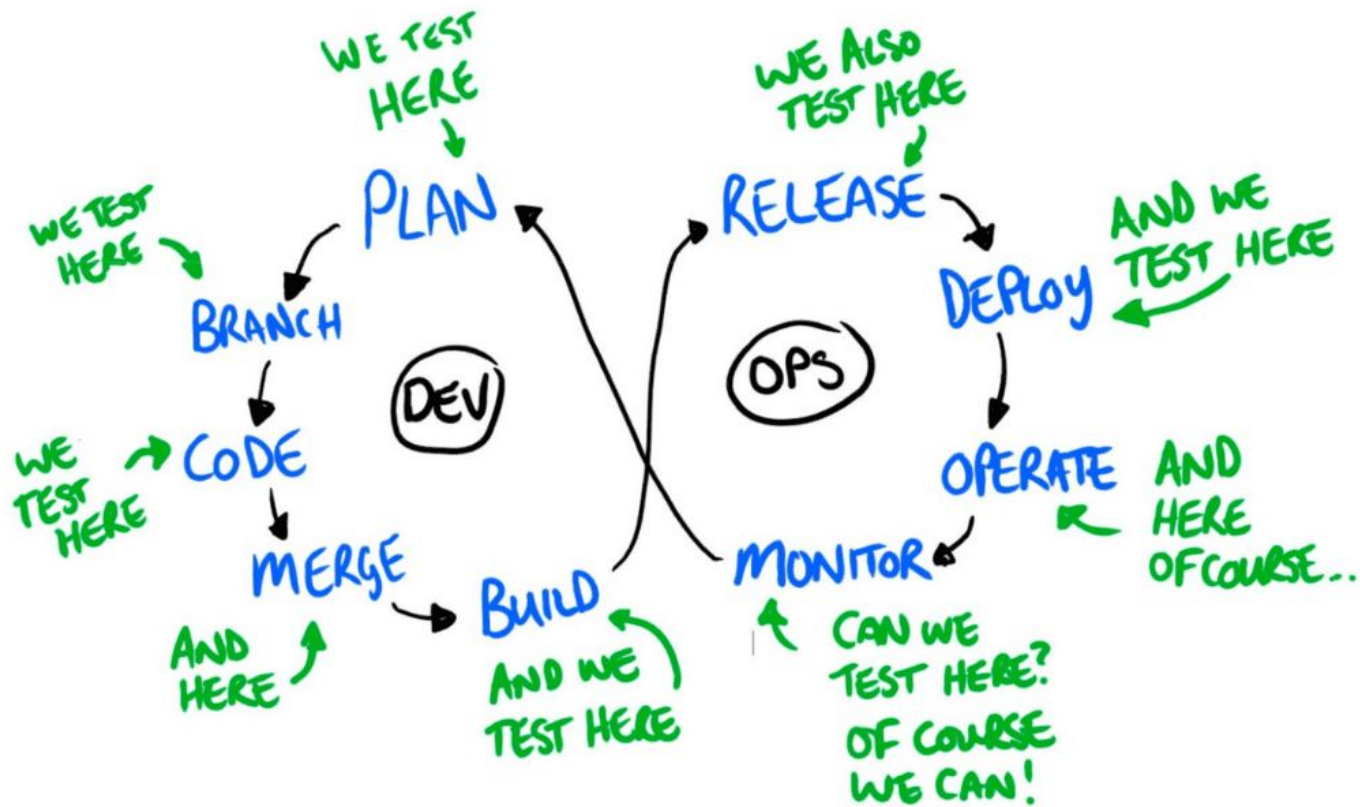 WE TEST
HERE
PLAN
WE TEST
HERE
BRANCH
DEV
WE
TEST
HERE
CODE
MERGE
AND
HERE
BUILD
AND WE
TEST HERE
WE ALSO
TEST HERE
RELEASE
AND WE
TEST HERE
DEPLOY
OPS
OPERATE
AND
HERE
OF COURSE...
MONITOR
CAN WE
TEST HERE?
OF COURSE
WE CAN!